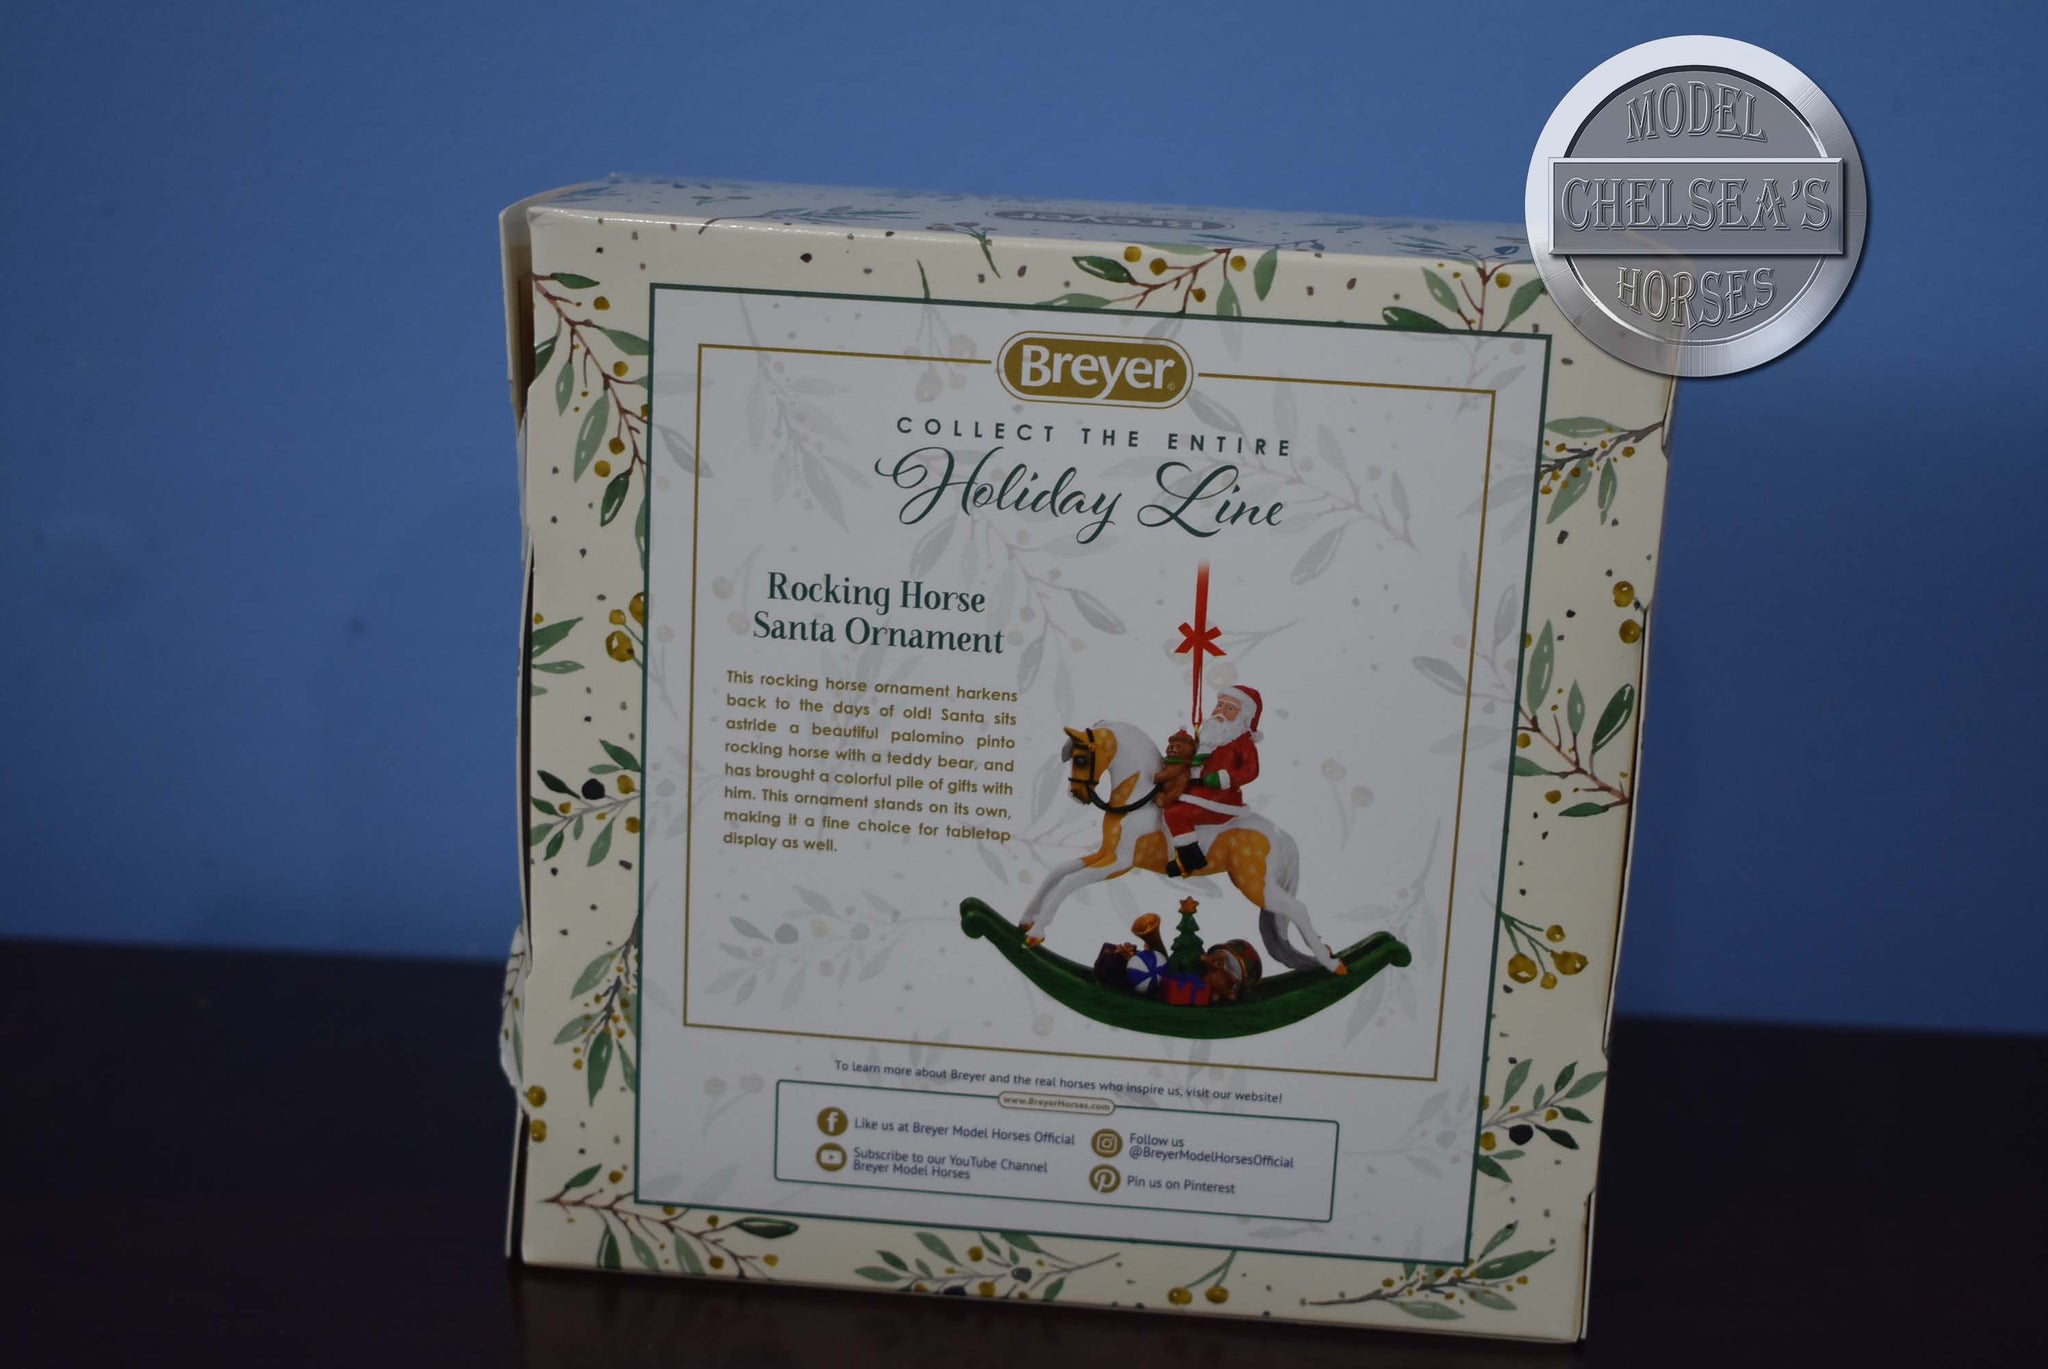 MODEL
CHELSEA'S
HORSES
BREYER
Breyer®
COLLECT THE ENTIRE
Holiday Line
Rocking Horse
Santa Ornament
This rocking horse ornament harkens
back to the days of old! Santa sits
astride a beautiful palomino pinto
rocking horse with a teddy bear, and
has brought a colorful pile of gifts with
him. This ornament stands on its own,
making it a fine choice for tabletop
display as well.
To learn more about Breyer and the real horses who inspire us, visit our website!
www.BreyerHorses.com
Like us at Breyer Model Horses Official
Subscribe to our YouTube Channel
Breyer Model Horses
Follow us
@BreyerModelHorsesOfficial
Pin us on Pinterest